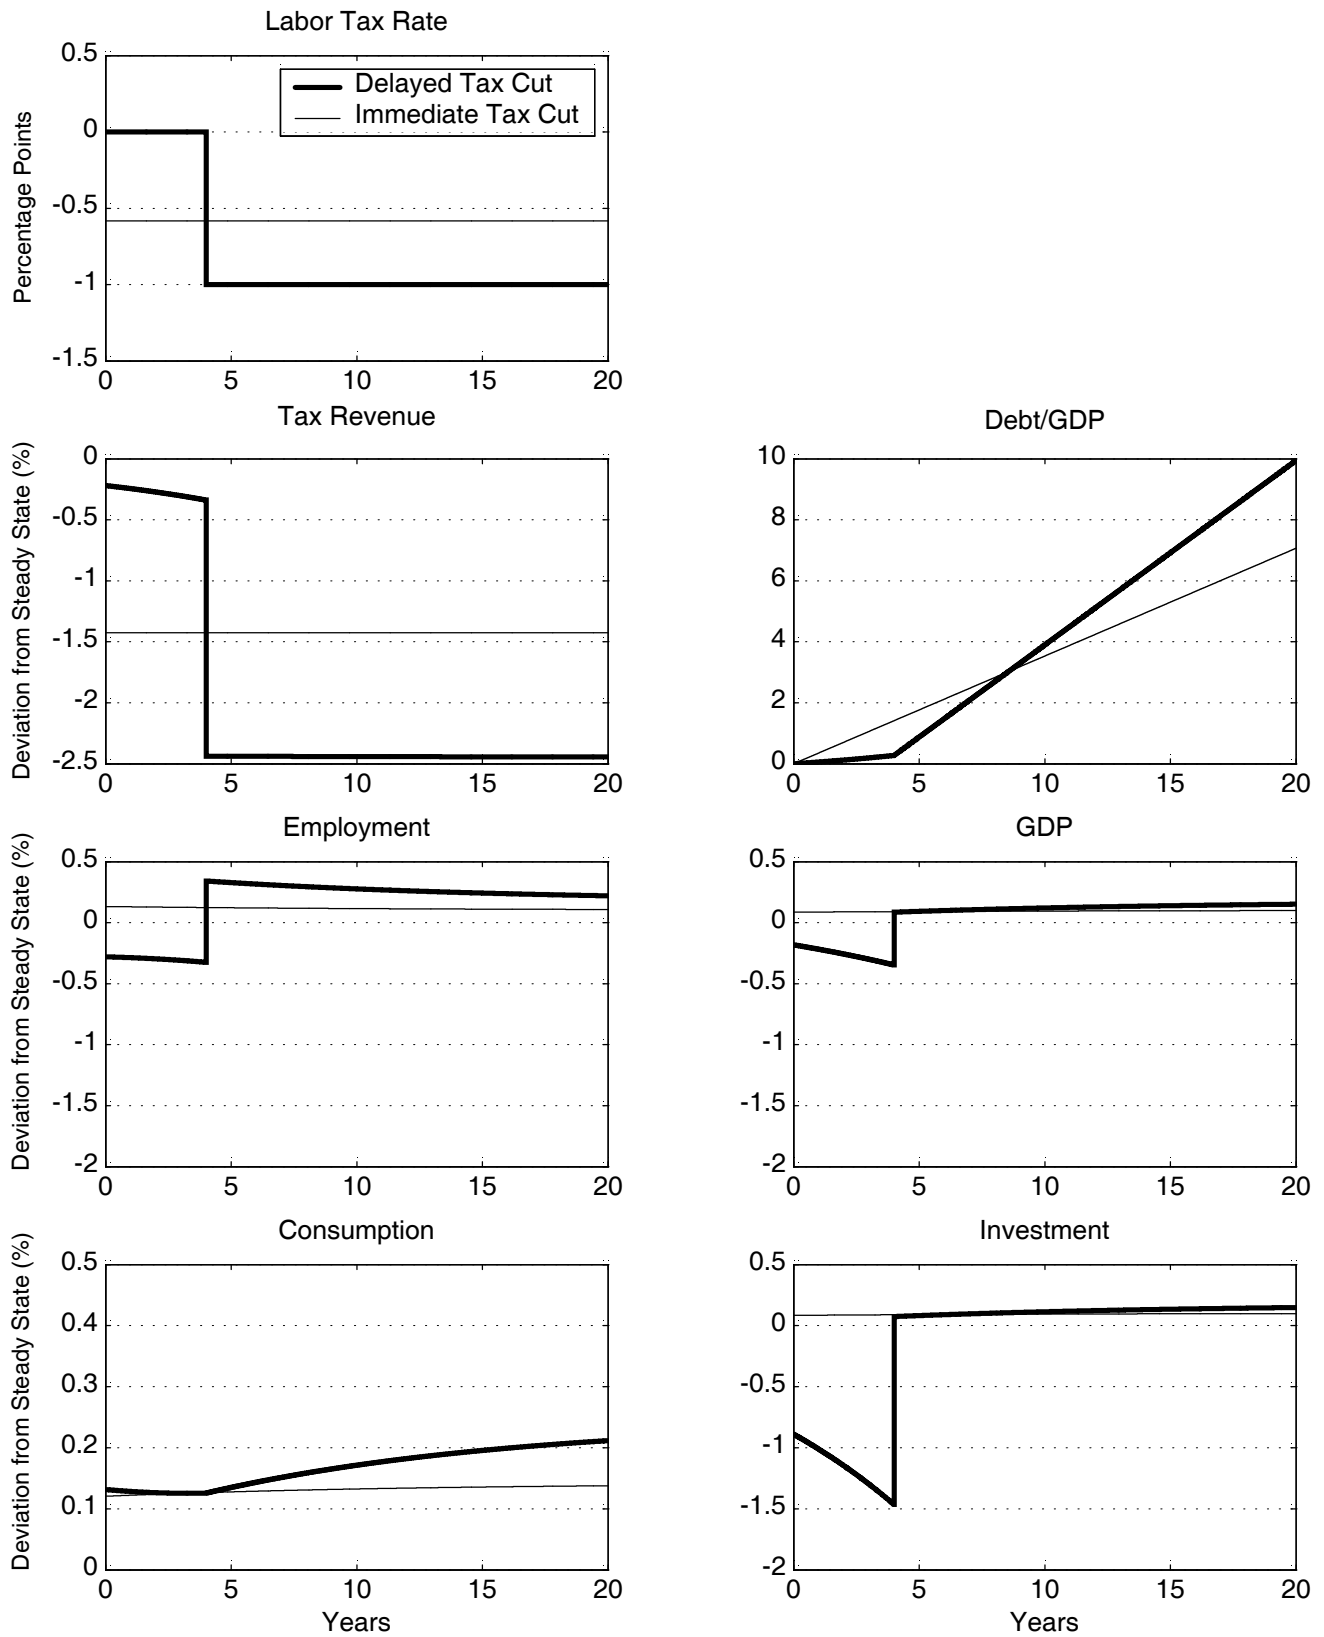 Labor Tax Rate
Percentage Points
0.5
0
-0.5
-1
-1.5
Delayed Tax Cut
Immediate Tax Cut
0 5 10 15 20
Tax Revenue
Deviation from Steady State (%)
0
-0.5
-1
-1.5
-2
-2.5
0 5 10 15 20
Debt/GDP
10
8
6
4
2
0
0 5 10 15 20
Employment
Deviation from Steady State (%)
0.5
0
-0.5
-1
-1.5
-2
0 5 10 15 20
GDP
0.5
0
-0.5
-1
-1.5
-2
0 5 10 15 20
Consumption
Deviation from Steady State (%)
0.5
0.4
0.3
0.2
0.1
0
0 5 10 15 20
Years
Investment
0.5
0
-0.5
-1
-1.5
-2
0 5 10 15 20
Years